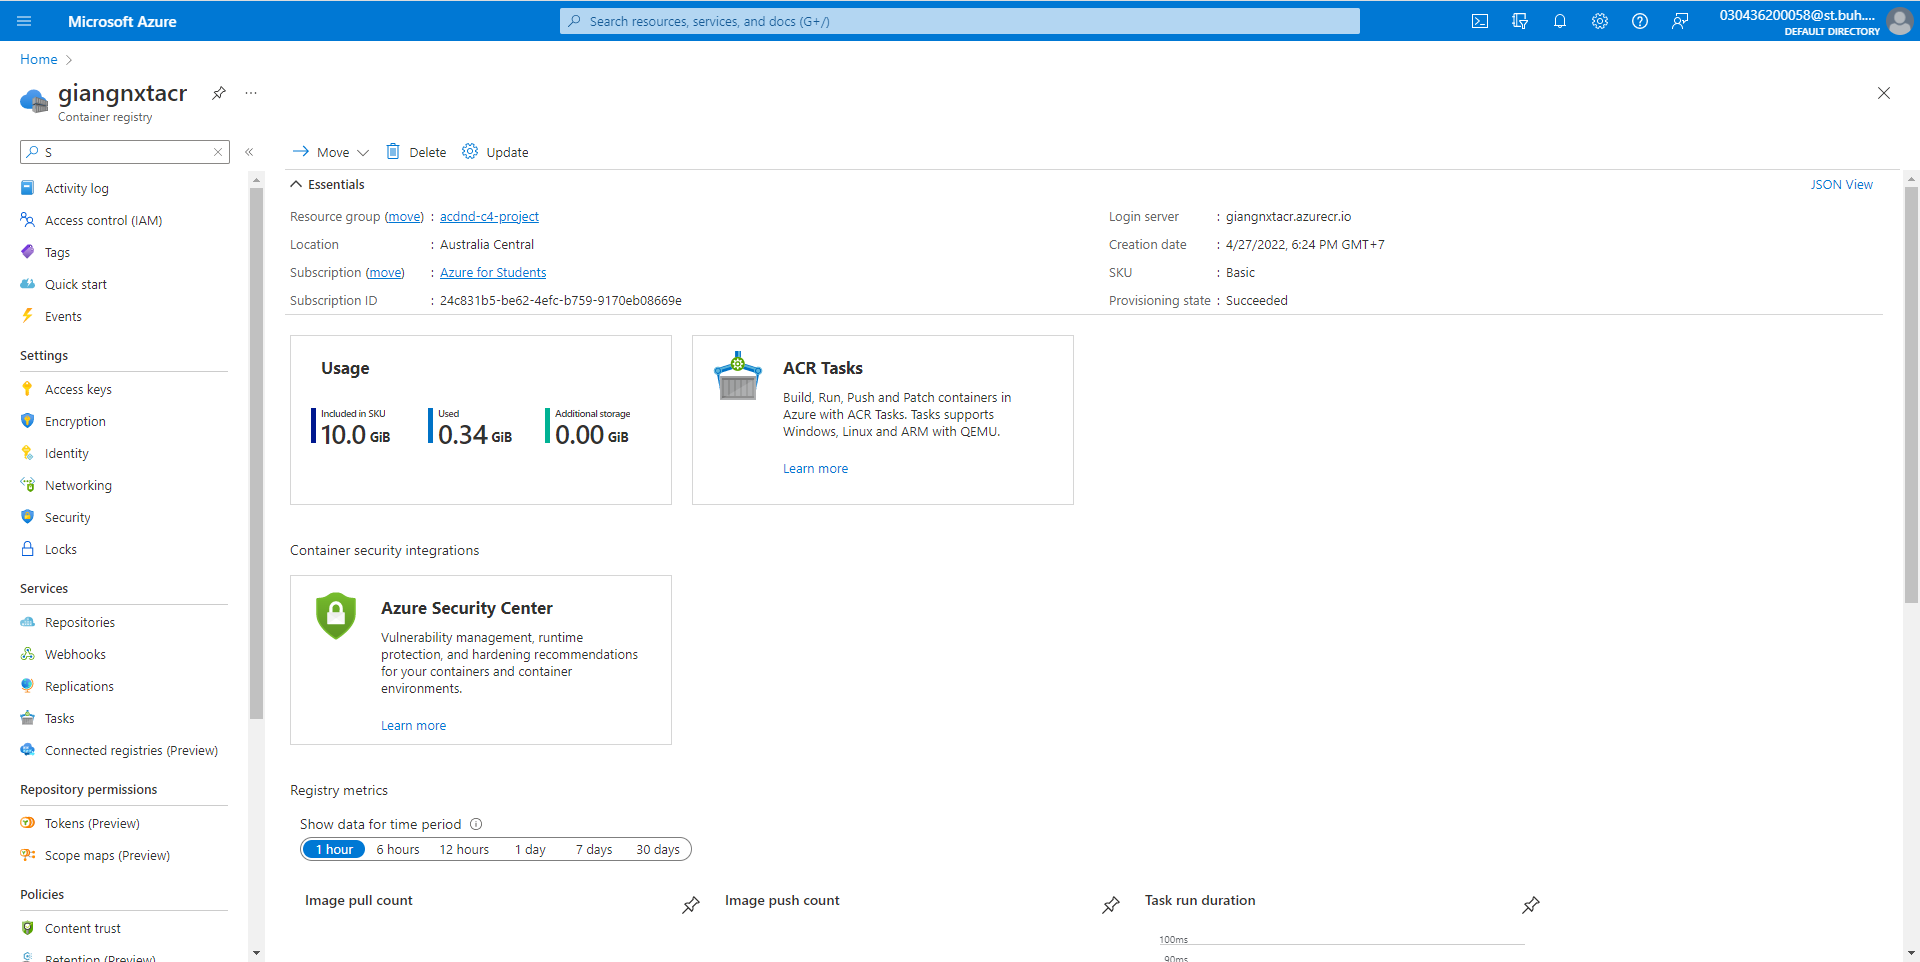 Microsoft Azure
Search resources, services, and docs (G+/)
030436200058@st.buh....
DEFAULT DIRECTORY
Home
giangnxtacr
...
Container registry
S
Move
Delete
Update
Activity log
Access control (IAM)
Tags
Quick start
Events
Settings
Access keys
Encryption
Identity
Networking
Security
Locks
Services
Repositories
Webhooks
Replications
Tasks
Connected registries (Preview)
Repository permissions
Tokens (Preview)
Scope maps (Preview)
Policies
Content trust
Retention (Preview)
Essentials
JSON View
Resource group (move) : acdnd-c4-project
Location : Australia Central
Subscription (move) : Azure for Students
Subscription ID : 24c831b5-be62-4efc-b759-9170eb08669e
Login server : giangnxtacr.azurecr.io
Creation date : 4/27/2022, 6:24 PM GMT+7
SKU : Basic
Provisioning state : Succeeded
Usage
Included in SKU
10.0 GiB
Used
0.34 GiB
Additional storage
0.00 GiB
ACR Tasks
Build, Run, Push and Patch containers in
Azure with ACR Tasks. Tasks supports
Windows, Linux and ARM with QEMU.
Learn more
Container security integrations
Azure Security Center
Vulnerability management, runtime
protection, and hardening recommendations
for your containers and container
environments.
Learn more
Registry metrics
Show data for time period
1 hour 6 hours 12 hours 1 day 7 days 30 days
Image pull count
Image push count
Task run duration
100ms
90ms